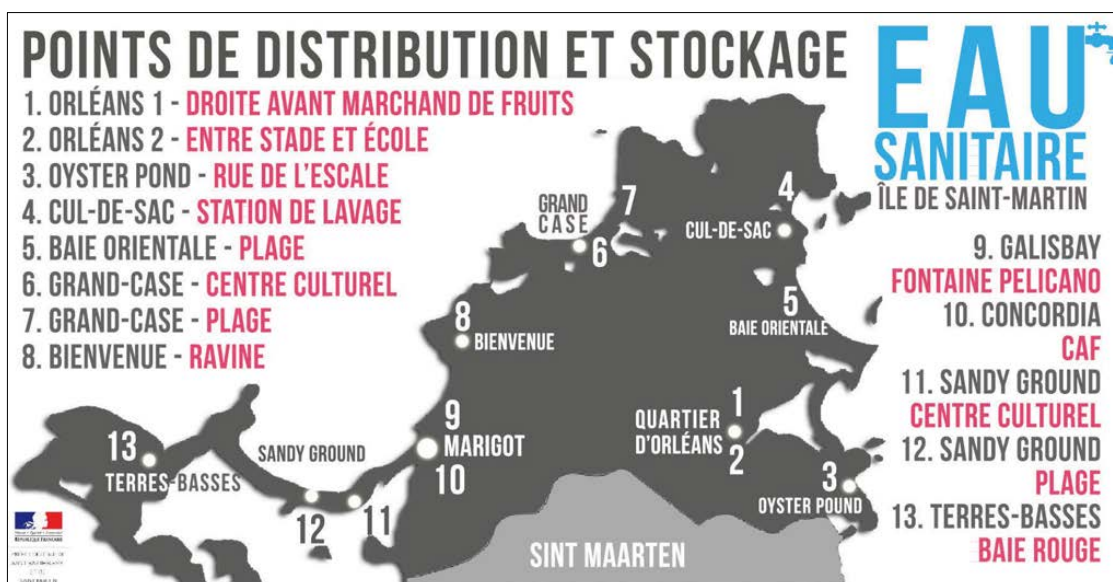 POINTS DE DISTRIBUTION ET STOCKAGE
1. ORLÉANS 1 - DROITE AVANT MARCHAND DE FRUITS
2. ORLÉANS 2 - ENTRE STADE ET ÉCOLE
3. OYSTER POND - RUE DE L'ESCALE
4. CUL-DE-SAC - STATION DE LAVAGE
5. BAIE ORIENTALE - PLAGE
6. GRAND-CASE - CENTRE CULTUREL
7. GRAND-CASE - PLAGE
8. BIENVENUE - RAVINE
EAU
SANITAIRE
ÎLE DE SAINT-MARTIN
9. GALISBAY
FONTAINE PELICANO
10. CONCORDIA
CAF
11. SANDY GROUND
CENTRE CULTUREL
12. SANDY GROUND
PLAGE
13. TERRES-BASSES
BAIE ROUGE
GRAND
CASE
7
6
4
CUL-DE-SAC
5
BAIE ORIENTALE
8
BIENVENUE
9
MARIGOT
10
1
QUARTIER
D'ORLÉANS
2
3
OYSTER POUND
SANDY GROUND
13
TERRES-BASSES
12
11
SINT MAARTEN
RÉPUBLIQUE FRANÇAISE